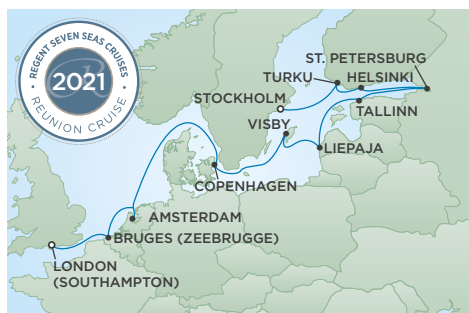 REGENT SEVEN SEAS CRUISES
2021
REUNION CRUISE
ST. PETERSBURG
TURKU
HELSINKI
STOCKHOLM
TALLINN
VISBY
LIEPAJA
COPENHAGEN
AMSTERDAM
BRUGES (ZEEBRUGGE)
LONDON
(SOUTHAMPTON)